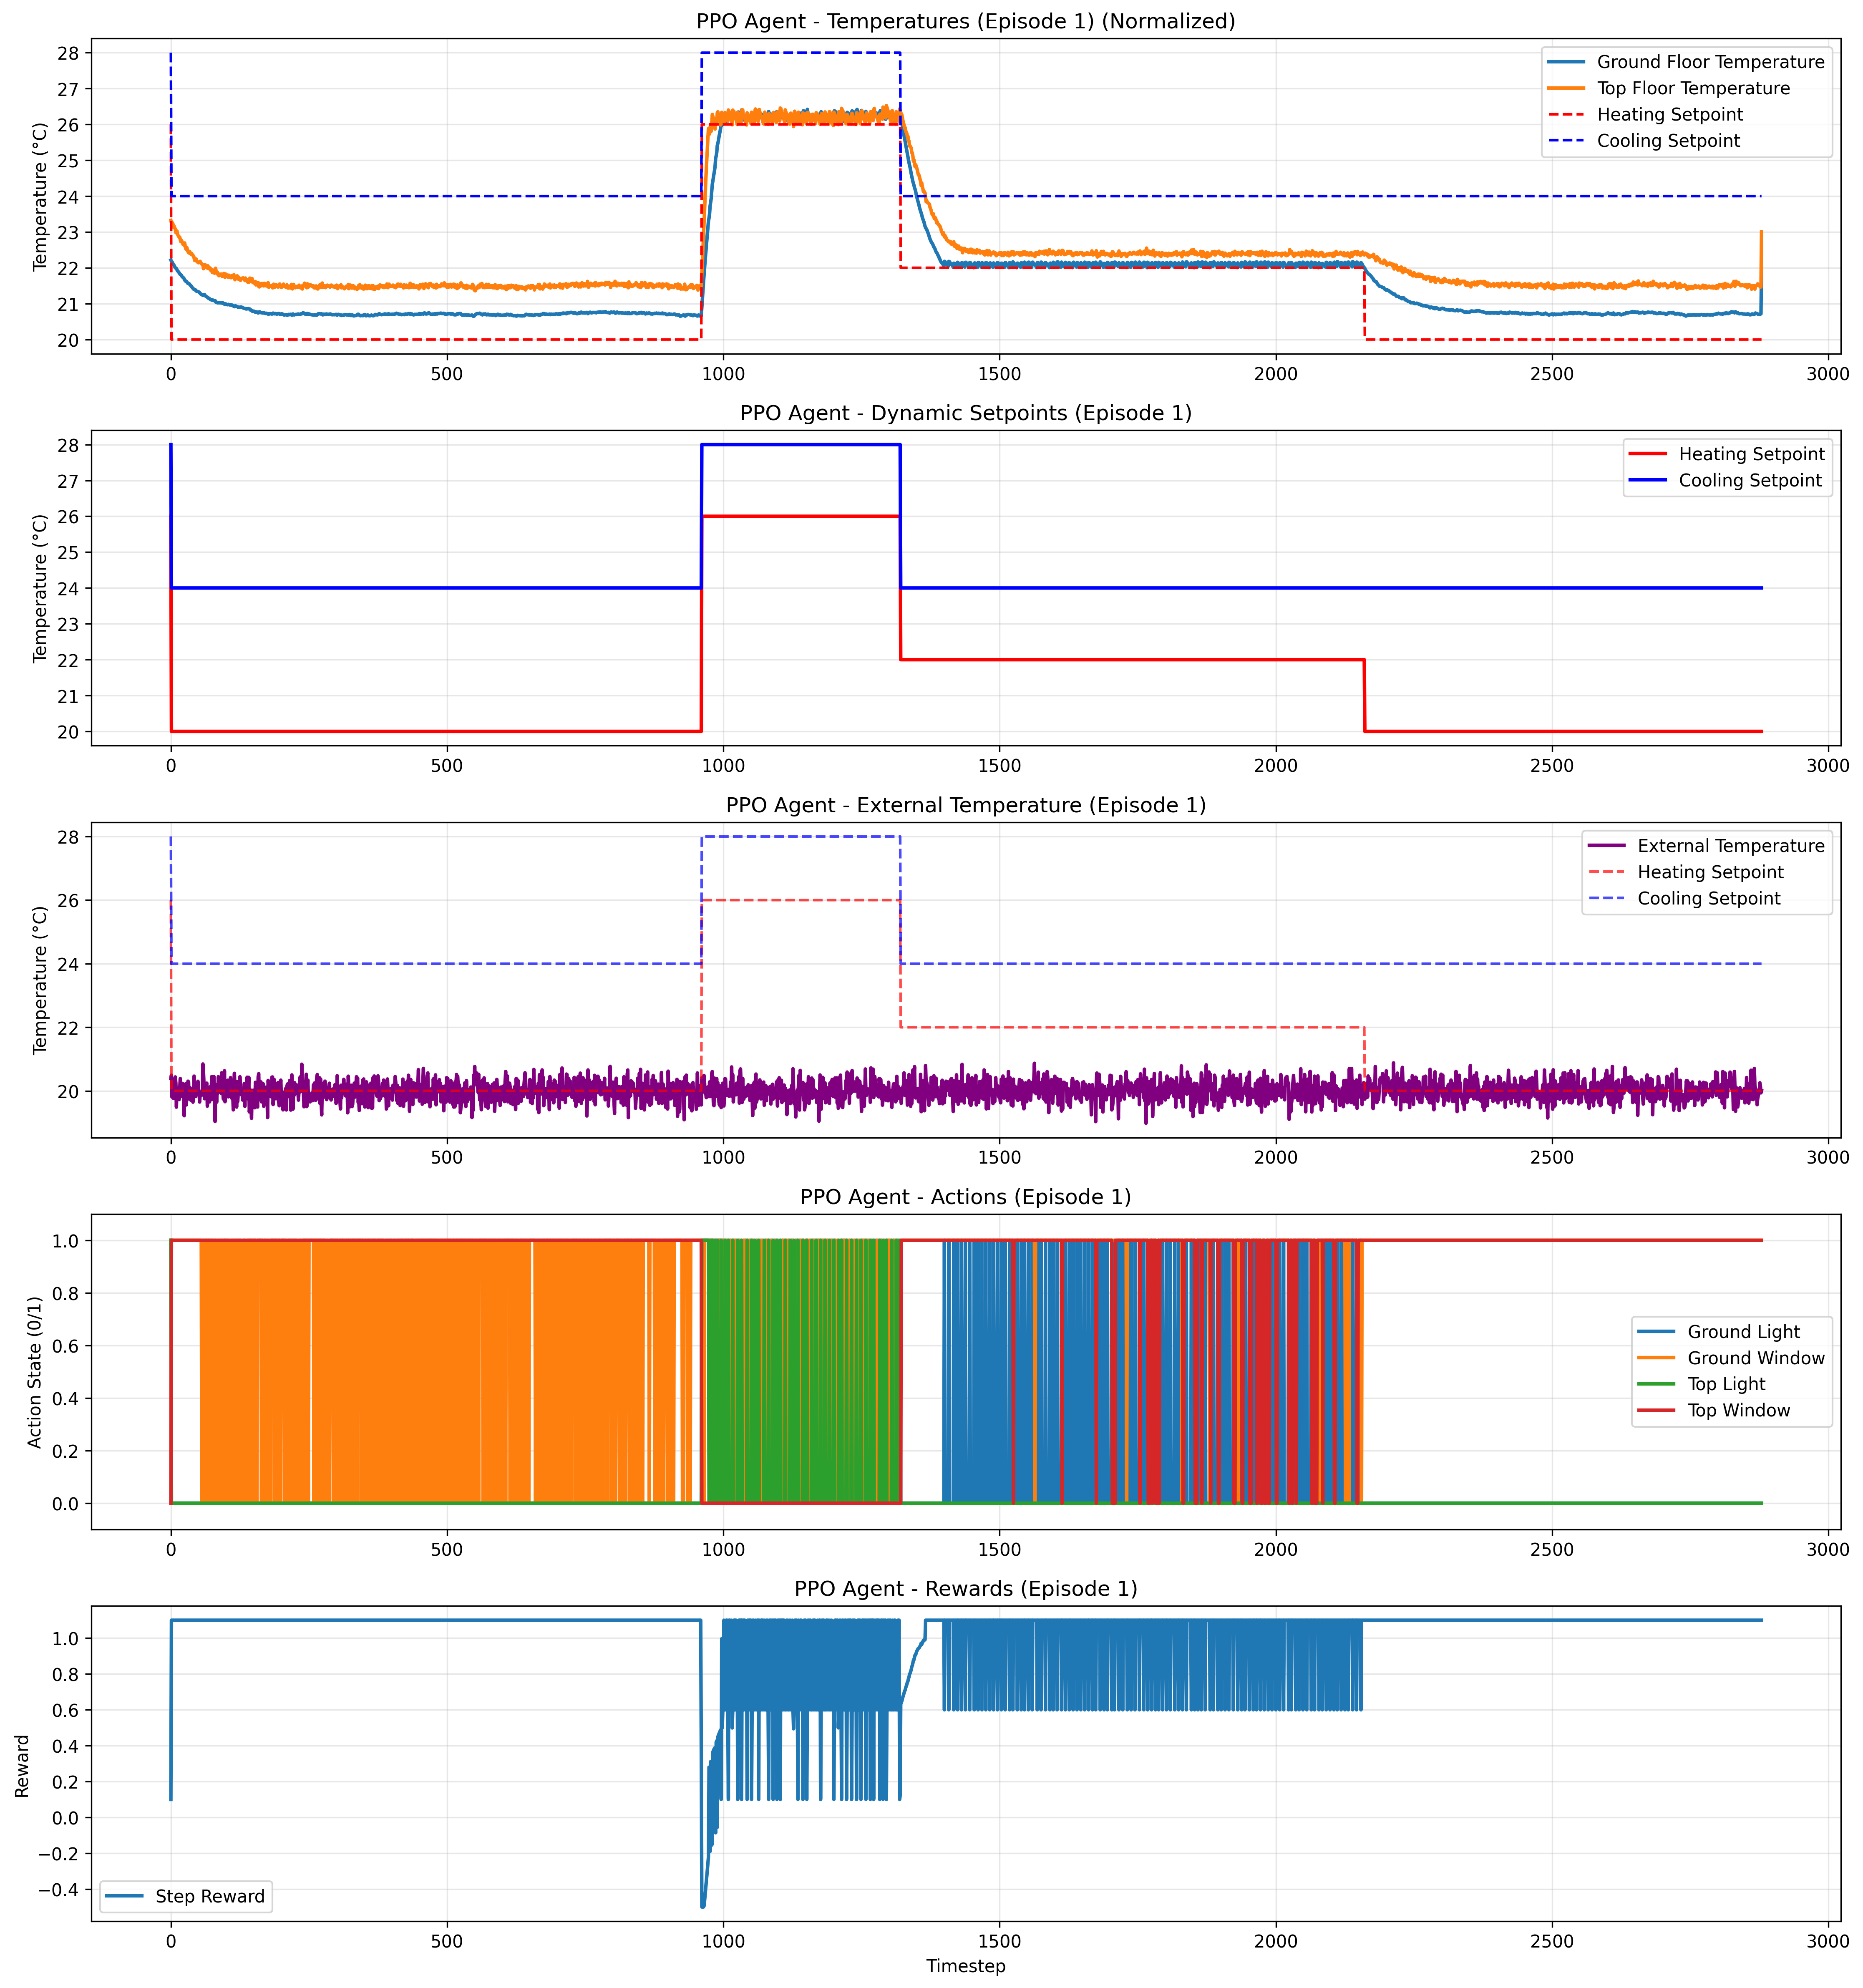 PPO Agent - Temperatures (Episode 1) (Normalized)
Temperature (°C)
28
27
26
25
24
23
22
21
20
Ground Floor Temperature
Top Floor Temperature
Heating Setpoint
Cooling Setpoint
0 500 1000 1500 2000 2500 3000
PPO Agent - Dynamic Setpoints (Episode 1)
Temperature (°C)
28
27
26
25
24
23
22
21
20
Heating Setpoint
Cooling Setpoint
0 500 1000 1500 2000 2500 3000
PPO Agent - External Temperature (Episode 1)
Temperature (°C)
28
26
24
22
20
External Temperature
Heating Setpoint
Cooling Setpoint
0 500 1000 1500 2000 2500 3000
PPO Agent - Actions (Episode 1)
Action State (0/1)
1.0
0.8
0.6
0.4
0.2
0.0
Ground Light
Ground Window
Top Light
Top Window
0 500 1000 1500 2000 2500 3000
PPO Agent - Rewards (Episode 1)
Reward
1.0
0.8
0.6
0.4
0.2
0.0
−0.2
−0.4
Step Reward
0 500 1000 1500 2000 2500 3000
Timestep